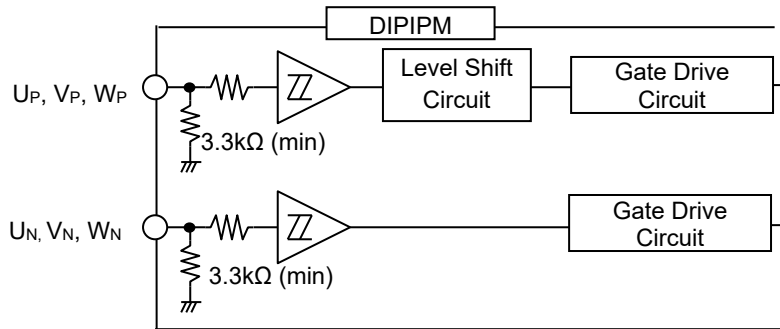 DIPIPM
UP, VP, WP
Level Shift
Circuit
Gate Drive
Circuit
3.3kΩ (min)
UN, VN, WN
Gate Drive
Circuit
3.3kΩ (min)